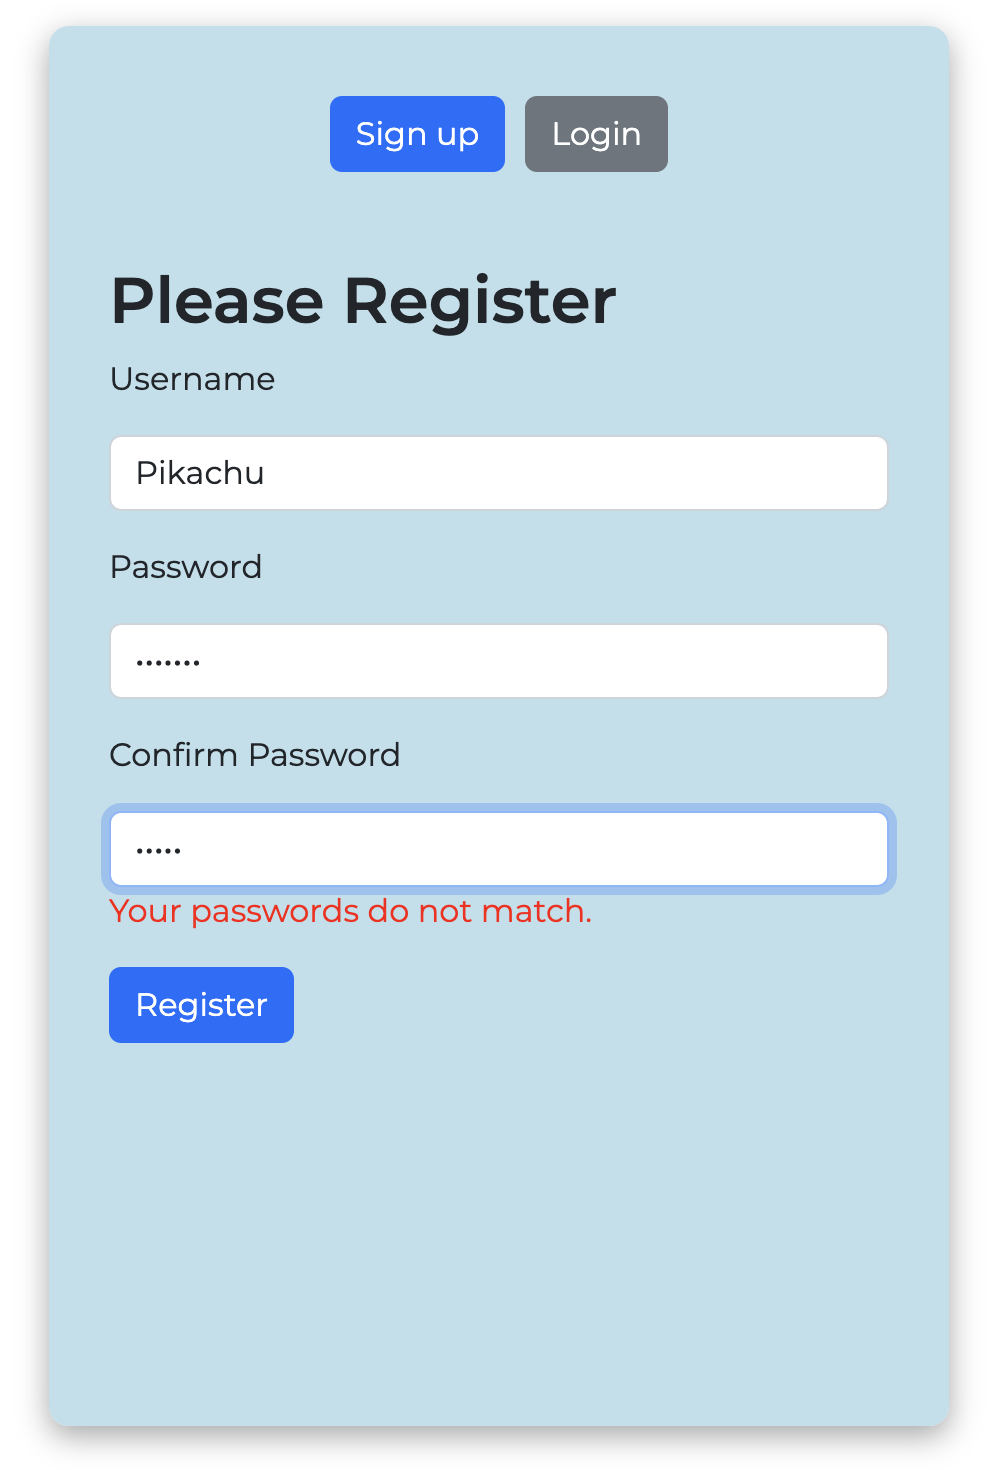 Sign up Login
Please Register
Username
Pikachu
Password
•••••••
Confirm Password
•••••
Your passwords do not match.
Register